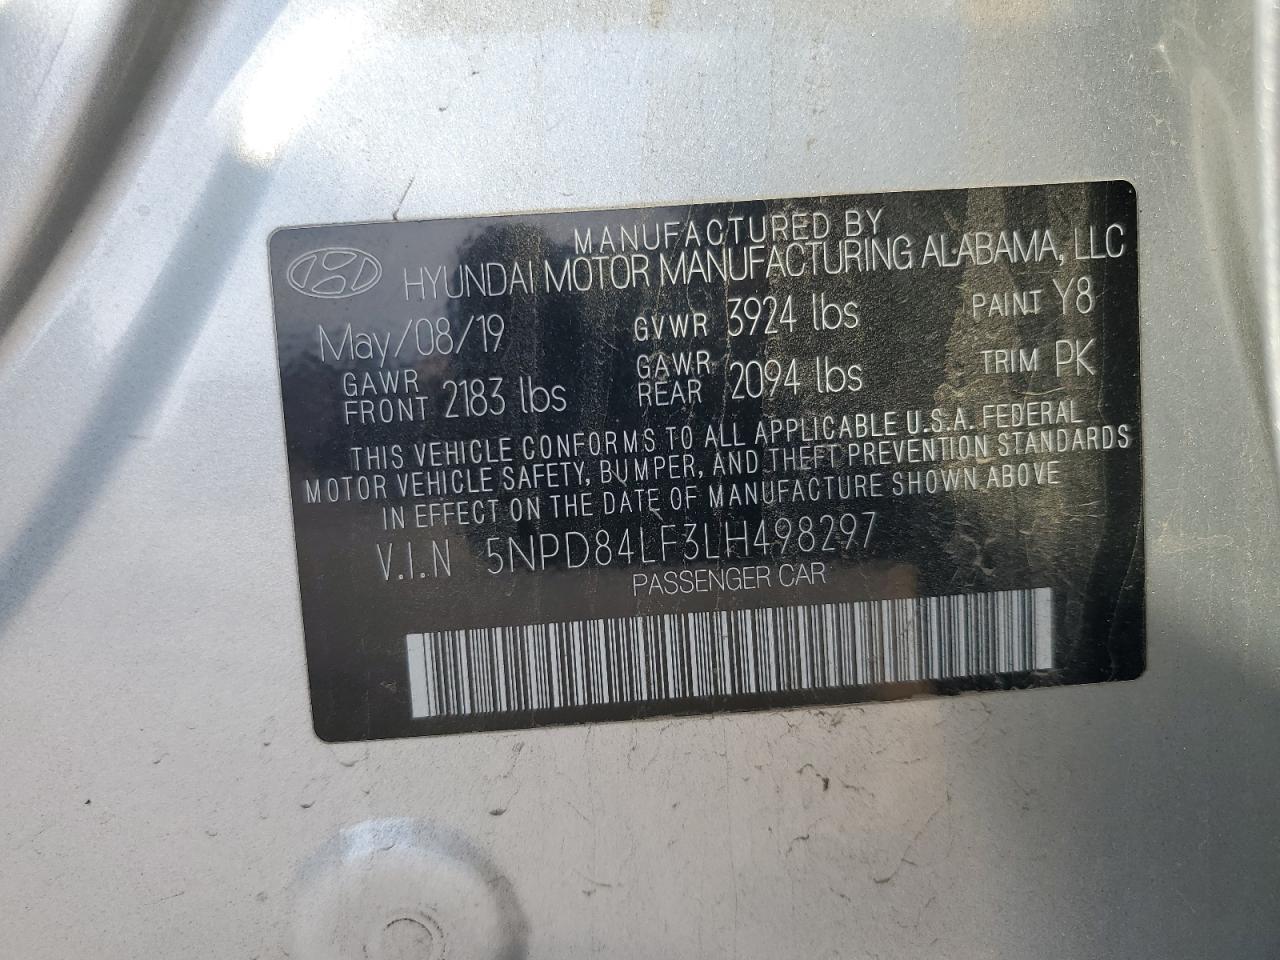 MANUFACTURED BY
HYUNDAI MOTOR MANUFACTURING ALABAMA, LLC
May/08/19 GVWR 3924 lbs PAINT Y8
GAWR FRONT 2183 lbs GAWR REAR 2094 lbs TRIM PK
THIS VEHICLE CONFORMS TO ALL APPLICABLE U.S.A. FEDERAL
MOTOR VEHICLE SAFETY, BUMPER, AND THEFT PREVENTION STANDARDS
IN EFFECT ON THE DATE OF MANUFACTURE SHOWN ABOVE
V.I.N 5NPD84LF3LH498297
PASSENGER CAR